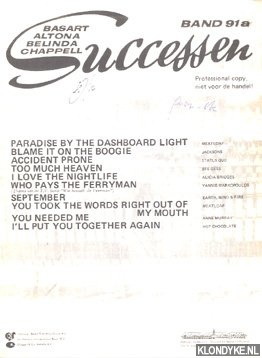 BASART
ALTONA
BELINDA
CHAPPELL
BAND 91a
Successen
Professional copy,
niet voor de handel!
PARADISE BY THE DASHBOARD LIGHT MEATLOAF
BLAME IT ON THE BOOGIE JACKSONS
ACCIDENT PRONE STATUS QUO
TOO MUCH HEAVEN BEE GEES
I LOVE THE NIGHTLIFE ALICIA BRIDGES
WHO PAYS THE FERRYMAN YANNIS MARKOPOULOS
SEPTEMBER EARTH, WIND & FIRE
YOU TOOK THE WORDS RIGHT OUT OF MEATLOAF
MY MOUTH
YOU NEEDED ME ANNE MURRAY
I'LL PUT YOU TOGETHER AGAIN HOT CHOCOLATE
KLONDYKE.NL